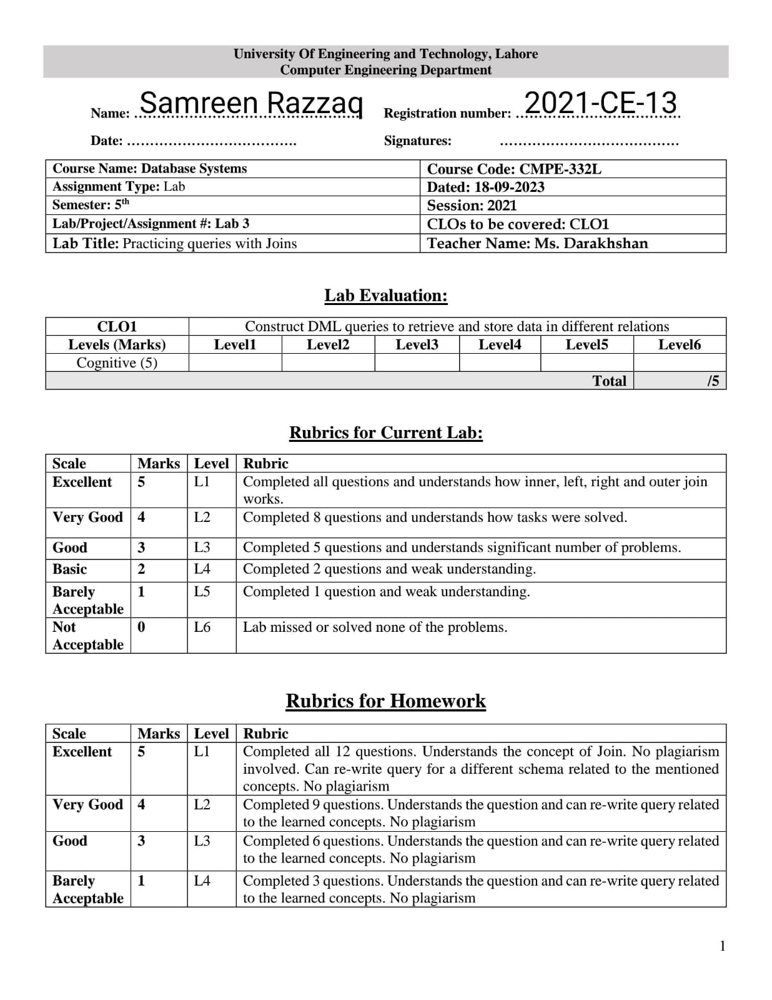 University Of Engineering and Technology, Lahore
Computer Engineering Department
Name: Samreen Razzaq Registration number: 2021-CE-13
Date: ………………………………. Signatures: …………………………………
Course Name: Database Systems Course Code: CMPE-332L
Assignment Type: Lab Dated: 18-09-2023
Semester: 5th Session: 2021
Lab/Project/Assignment #: Lab 3 CLOs to be covered: CLO1
Lab Title: Practicing queries with Joins Teacher Name: Ms. Darakhshan
Lab Evaluation:
CLO1 Construct DML queries to retrieve and store data in different relations
Levels (Marks) Level1 Level2 Level3 Level4 Level5 Level6
Cognitive (5)
Total /5
Rubrics for Current Lab:
Scale Marks Level Rubric
Excellent 5 L1 Completed all questions and understands how inner, left, right and outer join
works.
Very Good 4 L2 Completed 8 questions and understands how tasks were solved.
Good 3 L3 Completed 5 questions and understands significant number of problems.
Basic 2 L4 Completed 2 questions and weak understanding.
Barely 1 L5 Completed 1 question and weak understanding.
Acceptable
Not 0 L6 Lab missed or solved none of the problems.
Acceptable
Rubrics for Homework
Scale Marks Level Rubric
Excellent 5 L1 Completed all 12 questions. Understands the concept of Join. No plagiarism
involved. Can re-write query for a different schema related to the mentioned
concepts. No plagiarism
Very Good 4 L2 Completed 9 questions. Understands the question and can re-write query related
to the learned concepts. No plagiarism
Good 3 L3 Completed 6 questions. Understands the question and can re-write query related
to the learned concepts. No plagiarism
Barely 1 L4 Completed 3 questions. Understands the question and can re-write query related
Acceptable to the learned concepts. No plagiarism
1